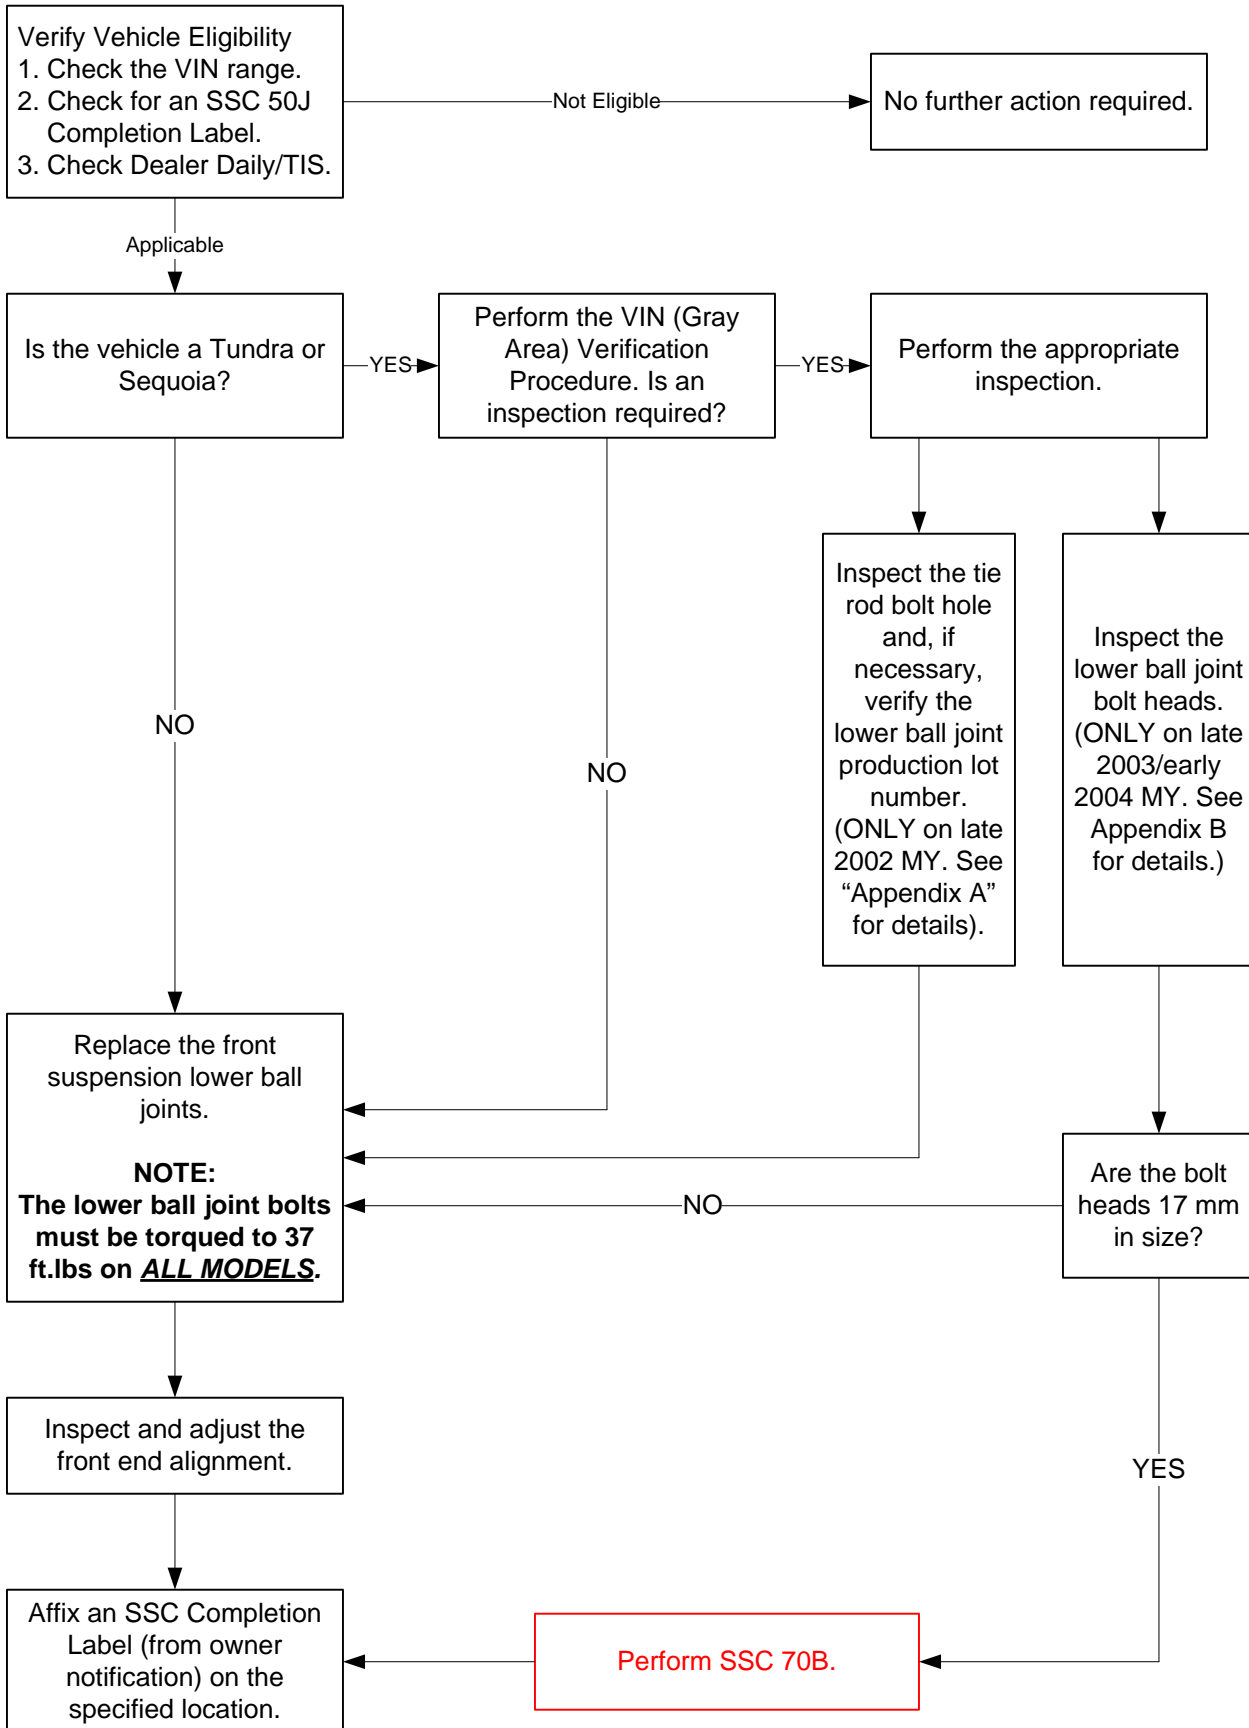 Verify Vehicle Eligibility
1. Check the VIN range.
2. Check for an SSC 50J
Completion Label.
3. Check Dealer Daily/TIS.
Not Eligible
No further action required.
Applicable
Is the vehicle a Tundra or
Sequoia?
YES
Perform the VIN (Gray
Area) Verification
Procedure. Is an
inspection required?
YES
Perform the appropriate
inspection.
Inspect the tie
rod bolt hole
and, if
necessary,
verify the
lower ball joint
production lot
number.
(ONLY on late
2002 MY. See
“Appendix A”
for details).
Inspect the
lower ball joint
bolt heads.
(ONLY on late
2003/early
2004 MY. See
Appendix B
for details.)
NO
NO
Replace the front
suspension lower ball
joints.
NOTE:
The lower ball joint bolts
must be torqued to 37
ft.lbs on ALL MODELS.
NO
Are the bolt
heads 17 mm
in size?
Inspect and adjust the
front end alignment.
YES
Affix an SSC Completion
Label (from owner
notification) on the
specified location.
Perform SSC 70B.